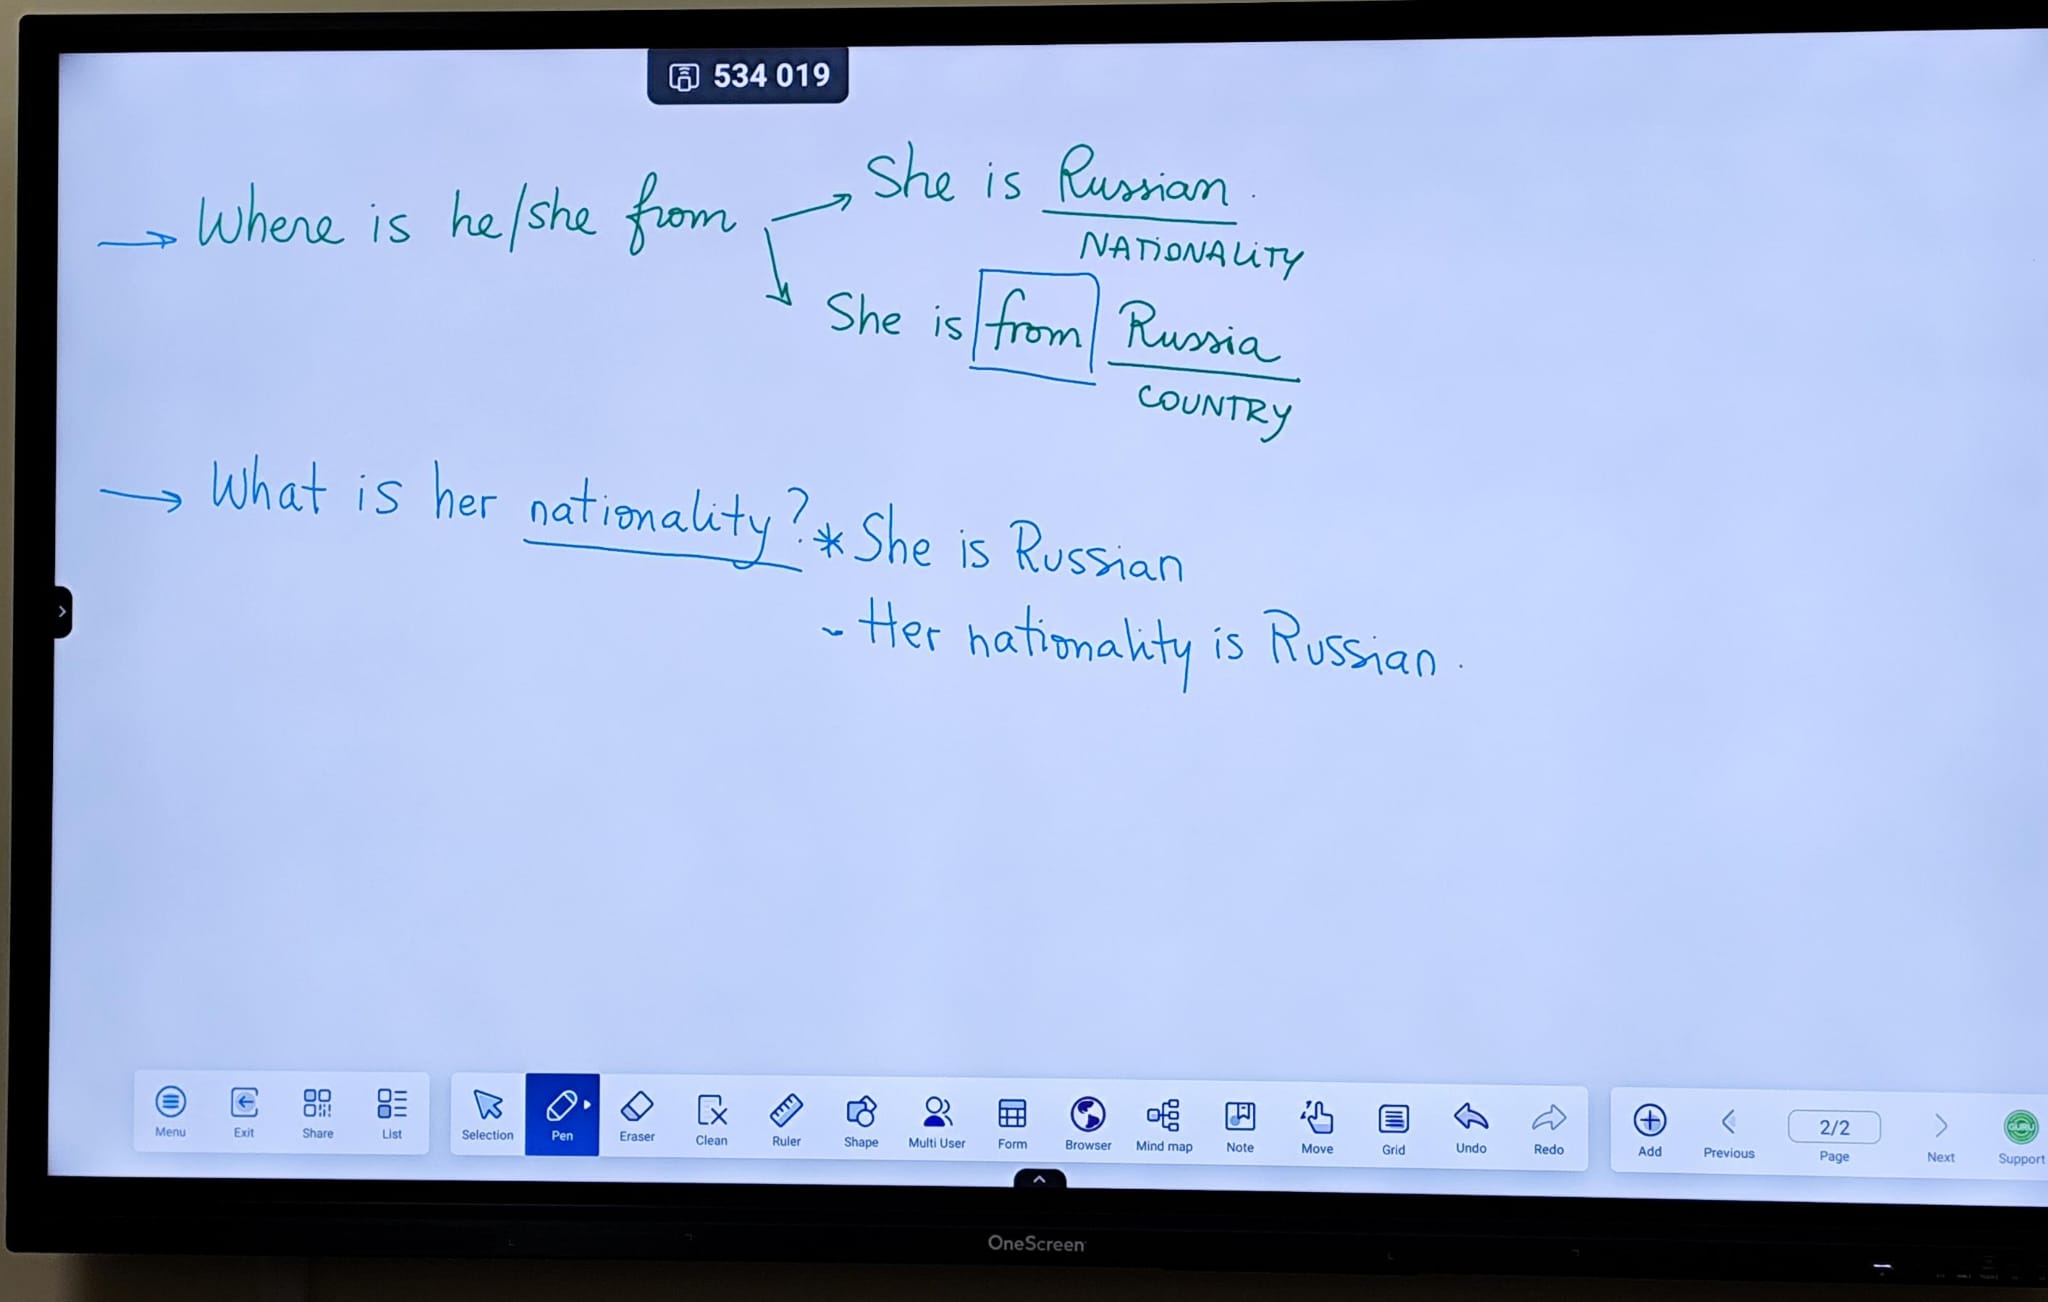 534 019
→ Where is he/she from
She is Russian.
NATIONALITY
She is from Russia
COUNTRY
→ What is her nationality? * She is Russian
- Her nationality is Russian.
Menu Exit Share List Selection Pen Eraser Clean Ruler Shape Multi User Form Browser Mind map Note Move Grid Undo Redo Add Previous 2/2 Page Next GURU Support
OneScreen